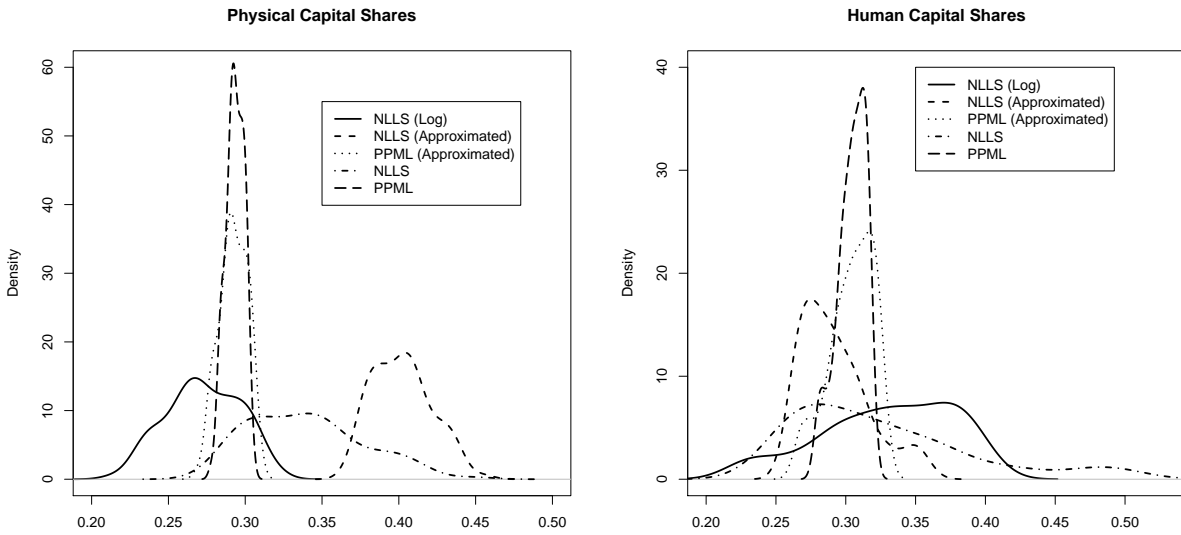 Physical Capital Shares
Density
60
50
40
30
20
10
0
NLLS (Log)
NLLS (Approximated)
PPML (Approximated)
NLLS
PPML
0.20 0.25 0.30 0.35 0.40 0.45 0.50
Human Capital Shares
Density
40
30
20
10
0
NLLS (Log)
NLLS (Approximated)
PPML (Approximated)
NLLS
PPML
0.20 0.25 0.30 0.35 0.40 0.45 0.50